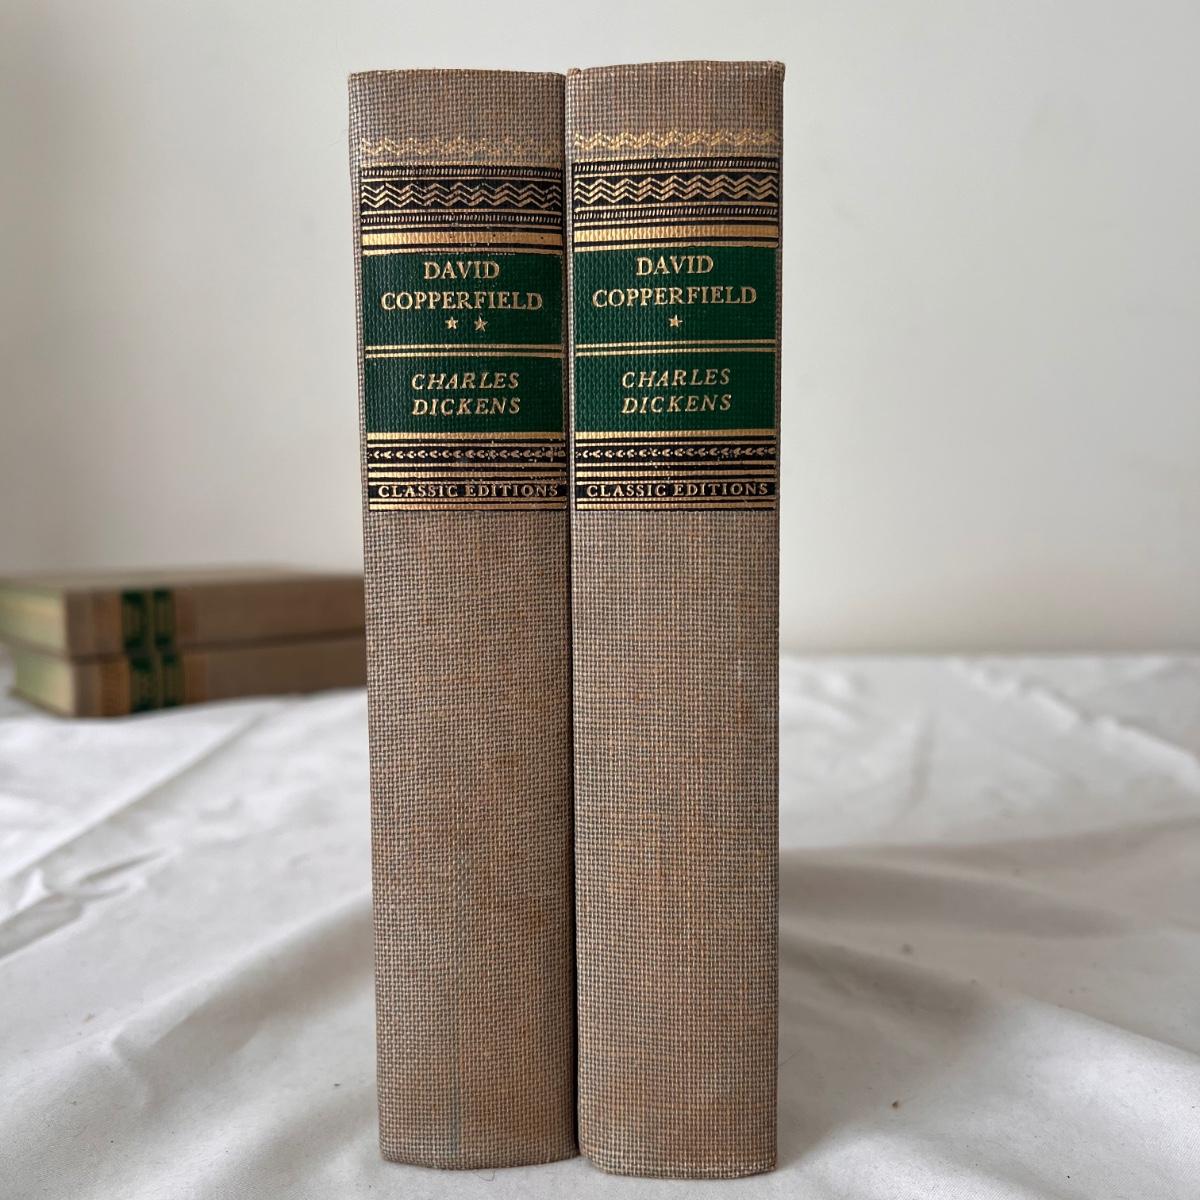 DAVID
COPPERFIELD
★ ★
CHARLES
DICKENS
CLASSIC EDITIONS
DAVID
COPPERFIELD
★
CHARLES
DICKENS
CLASSIC EDITIONS